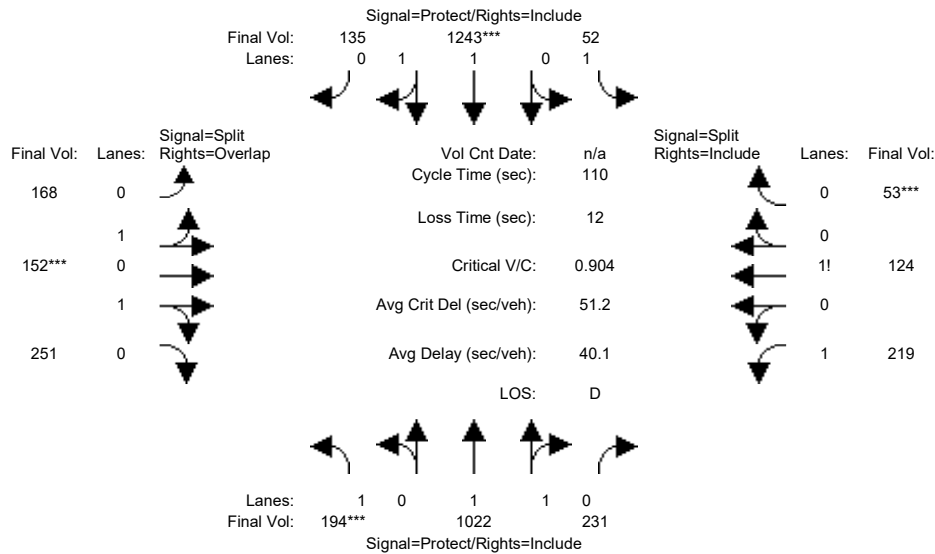 Signal=Protect/Rights=Include
Final Vol: 135 1243*** 52
Lanes: 0 1 1 0 1
Signal=Split
Rights=Overlap
Signal=Split
Rights=Include
Final Vol: Lanes: Vol Cnt Date: n/a Lanes: Final Vol:
Cycle Time (sec): 110
168 0 0 53***
Loss Time (sec): 12
1 0
152*** 0 Critical V/C: 0.904 1! 124
1 Avg Crit Del (sec/veh): 51.2 0
251 0 Avg Delay (sec/veh): 40.1 1 219
LOS: D
Lanes: 1 0 1 1 0
Final Vol: 194*** 1022 231
Signal=Protect/Rights=Include